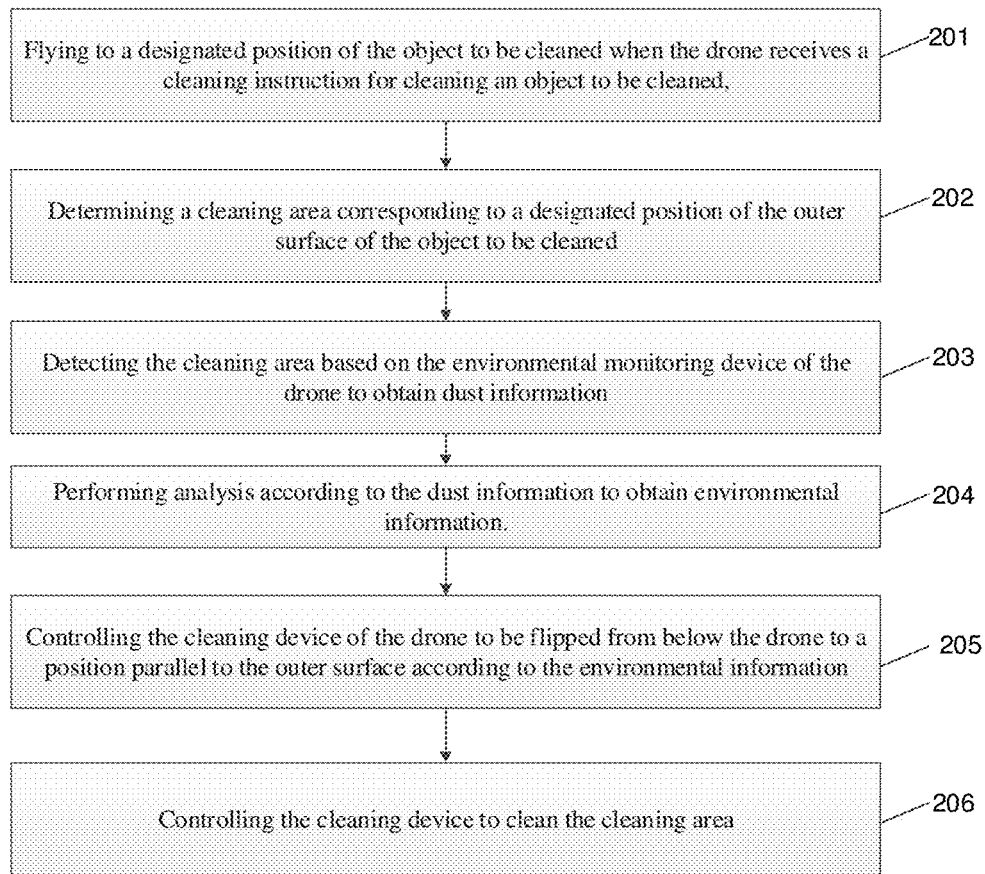 Flying to a designated position of the object to be cleaned when the drone receives a
cleaning instruction for cleaning an object to be cleaned,
201
Determining a cleaning area corresponding to a designated position of the outer
surface of the object to be cleaned
202
Detecting the cleaning area based on the environmental monitoring device of the
drone to obtain dust information
203
Performing analysis according to the dust information to obtain environmental
information.
204
Controlling the cleaning device of the drone to be flipped from below the drone to a
position parallel to the outer surface according to the environmental information
205
Controlling the cleaning device to clean the cleaning area
206